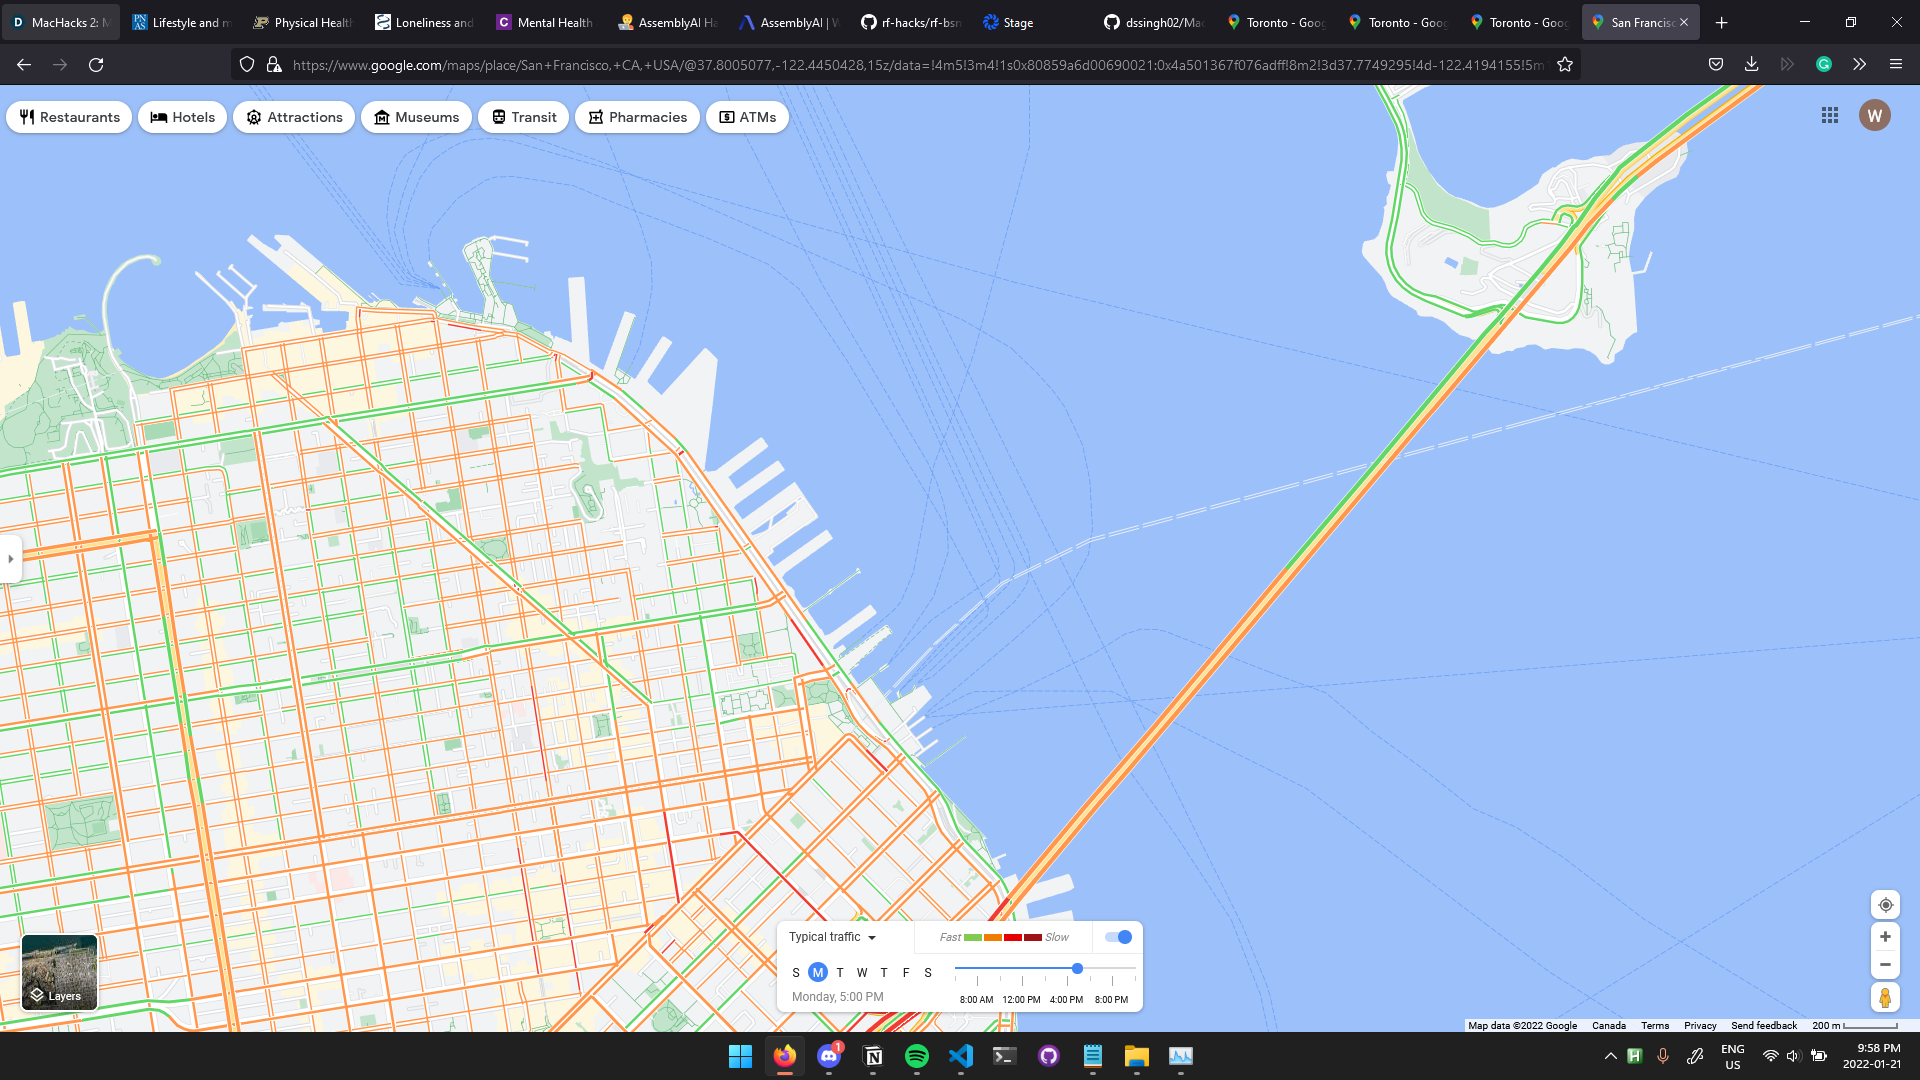 MacHacks 2: M
Lifestyle and m
Physical Health
Loneliness and
Mental Health
AssemblyAI Ha
AssemblyAI | W
rf-hacks/rf-bsn
Stage
dssingh02/Mac
Toronto - Goog
Toronto - Goog
Toronto - Goog
San Francisc
https://www.google.com/maps/place/San+Francisco,+CA,+USA/@37.8005077,-122.4450428,15z/data=!4m5!3m4!1s0x80859a6d00690021:0x4a501367f076adff!8m2!3d37.7749295!4d-122.4194155!5m1
Restaurants
Hotels
Attractions
Museums
Transit
Pharmacies
ATMs
W
Typical traffic
Fast Slow
S M T W T F S
Monday, 5:00 PM
8:00 AM 12:00 PM 4:00 PM 8:00 PM
Layers
Map data ©2022 Google Canada Terms Privacy Send feedback 200 m
1
ENG
US
9:58 PM
2022-01-21